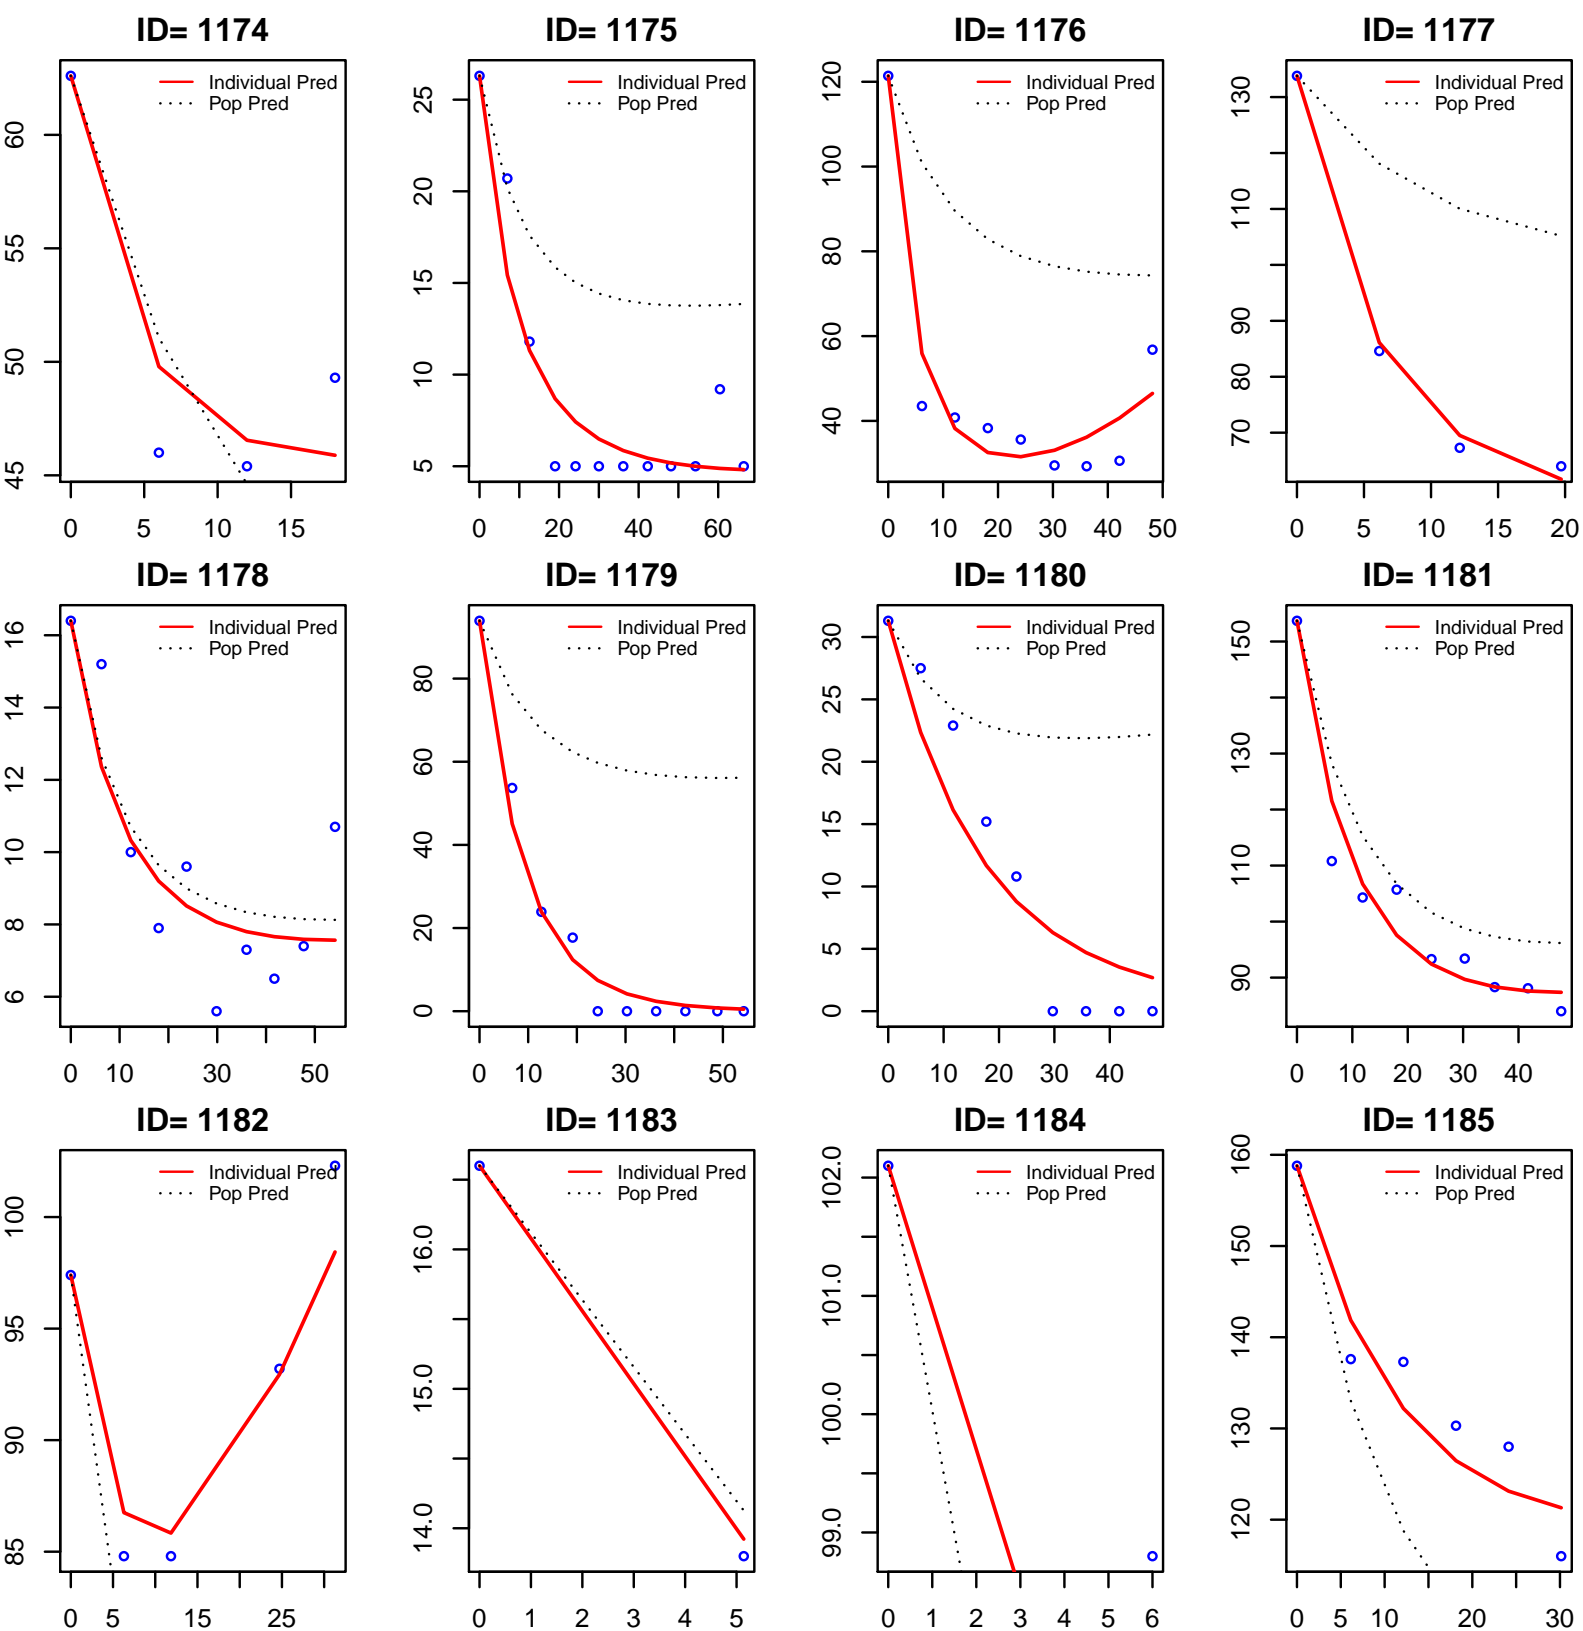 ID= 1174 ID= 1175 ID= 1176 ID= 1177
Individual Pred Individual Pred Individual Pred Individual Pred
Pop Pred Pop Pred Pop Pred Pop Pred
45 50 55 60 5 10 15 20 25 40 60 80 100 120 70 80 90 110 130
0 5 10 15 0 20 40 60 0 10 20 30 40 50 0 5 10 15 20
ID= 1178 ID= 1179 ID= 1180 ID= 1181
Individual Pred Individual Pred Individual Pred Individual Pred
Pop Pred Pop Pred Pop Pred Pop Pred
6 8 10 12 14 16 0 20 40 60 80 0 5 10 15 20 25 30 90 110 130 150
0 10 30 50 0 10 30 50 0 10 20 30 40 0 10 20 30 40
ID= 1182 ID= 1183 ID= 1184 ID= 1185
Individual Pred Individual Pred Individual Pred Individual Pred
Pop Pred Pop Pred Pop Pred Pop Pred
85 90 95 100 14.0 15.0 16.0 99.0 100.0 101.0 102.0 120 130 140 150 160
0 5 15 25 0 1 2 3 4 5 0 1 2 3 4 5 6 0 5 10 20 30